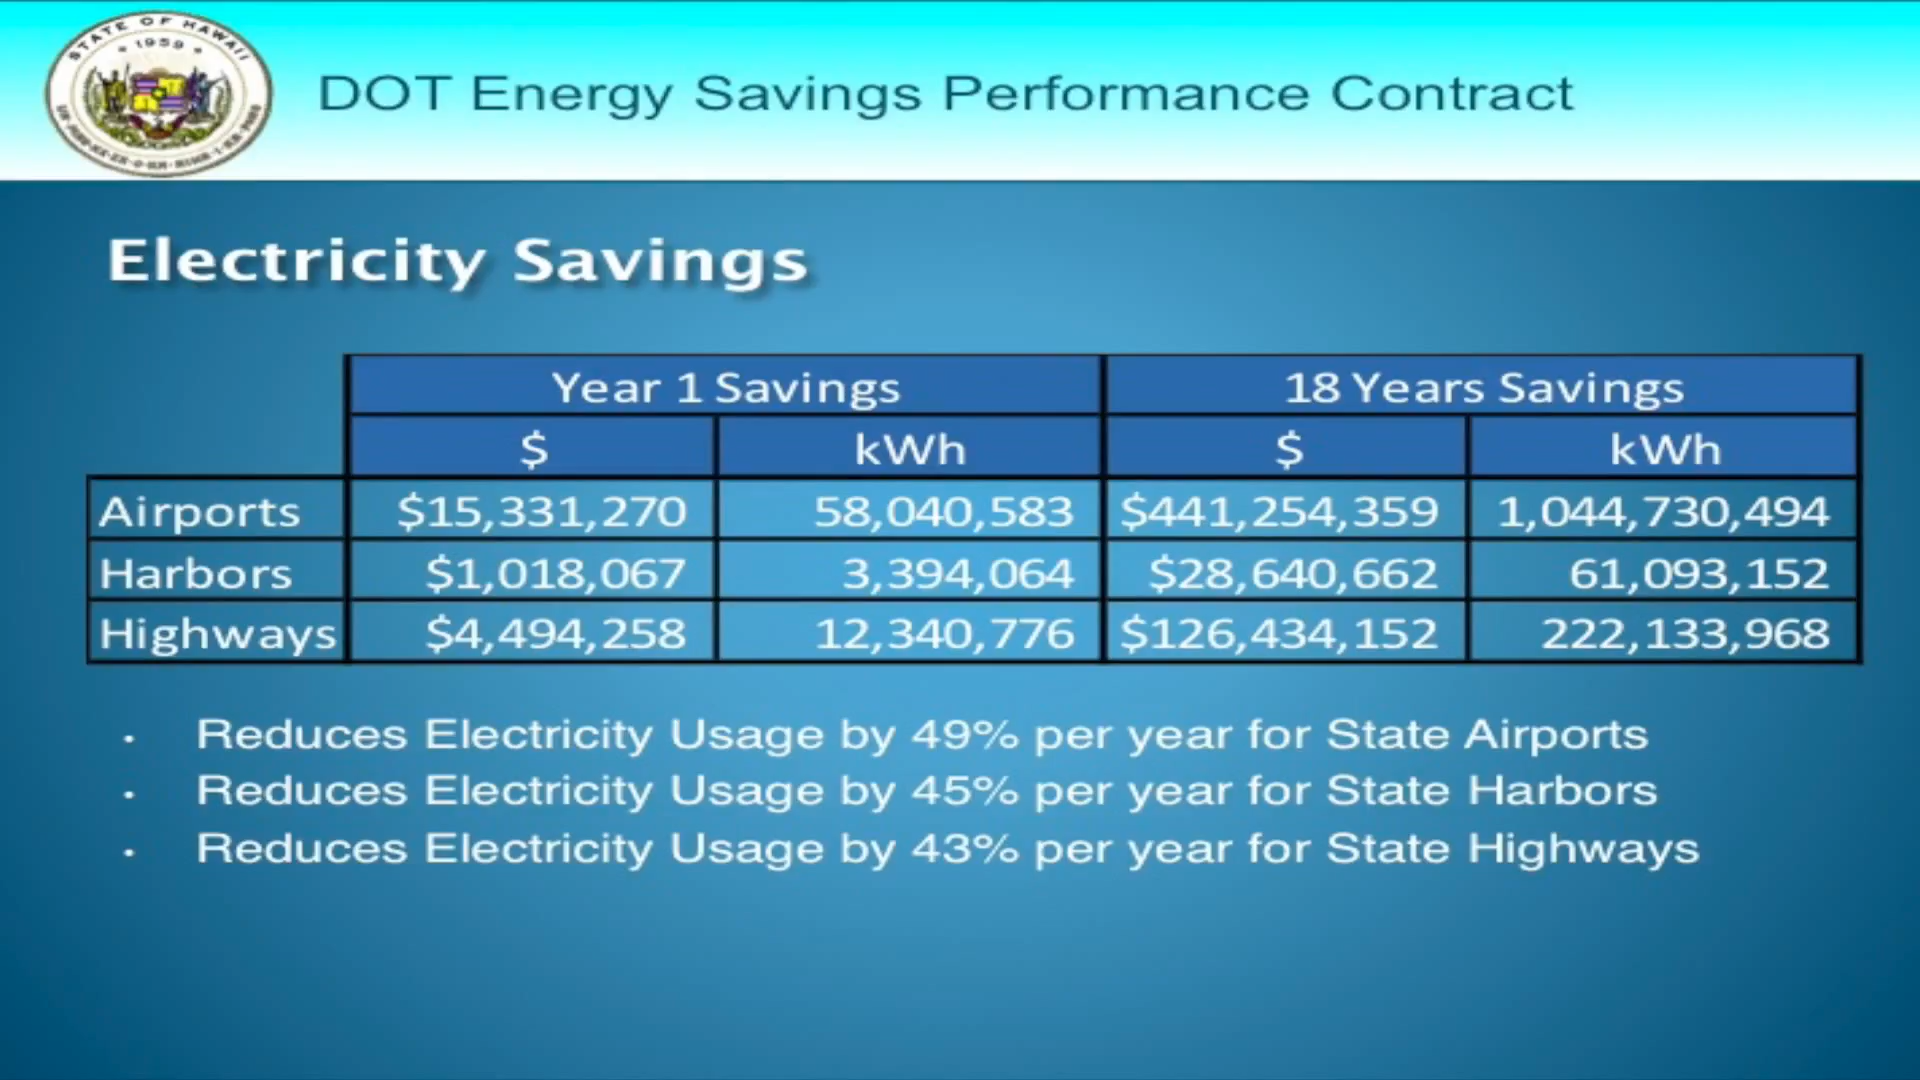 STATE OF HAWAII
1959
DOT Energy Savings Performance Contract
Electricity Savings
Year 1 Savings 18 Years Savings
$ kWh $ kWh
Airports $15,331,270 58,040,583 $441,254,359 1,044,730,494
Harbors $1,018,067 3,394,064 $28,640,662 61,093,152
Highways $4,494,258 12,340,776 $126,434,152 222,133,968
· Reduces Electricity Usage by 49% per year for State Airports
· Reduces Electricity Usage by 45% per year for State Harbors
· Reduces Electricity Usage by 43% per year for State Highways